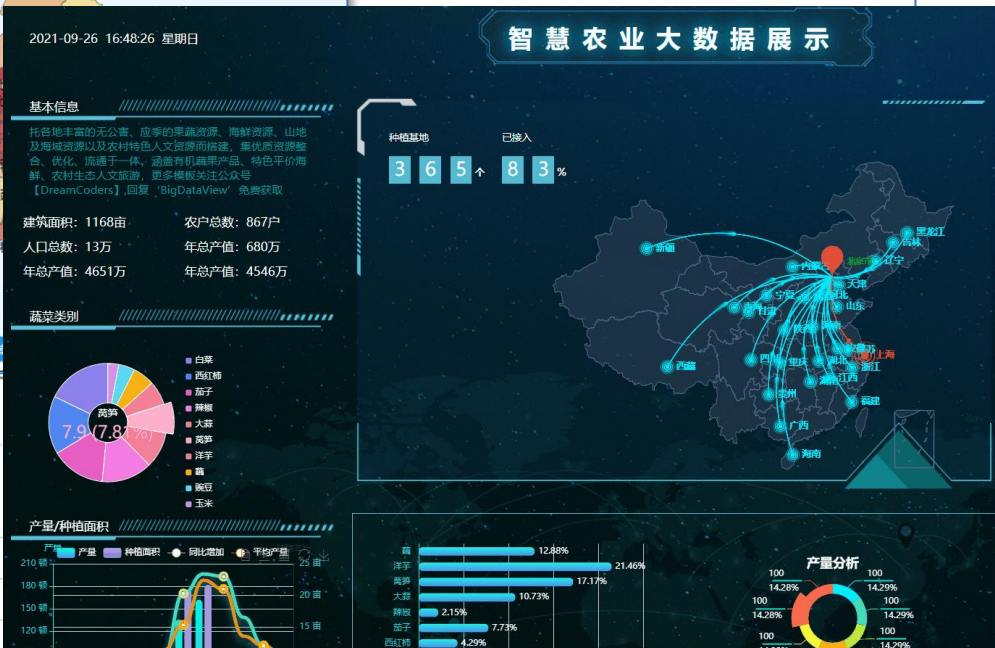 2021-09-26 16:48:26 星期日
智慧农业大数据展示
基本信息
托各地丰富的无公害、应季的果蔬资源、海鲜资源、山地
及海域资源以及农村特色人文资源而搭建，集优质资源整
合、优化、流通于一体，涵盖有机蔬果产品、特色平价海
鲜、农村生态人文旅游，更多模板关注公众号
【DreamCoders】,回复 'BigDataView' 免费获取
建筑面积：1168亩 农户总数：867户
人口总数：13万 年总产值：680万
年总产值：4651万 年总产值：4546万
种植基地 已接入
365个 83%
黑龙江
吉林
新疆
北京市 辽宁
内蒙古
天津
宁夏 河北
山东
青海 甘肃
陕西 河南
安徽 江苏
上海
西藏 四川 重庆 湖北 浙江
湖南 江西
贵州
福建
广西
海南
蔬菜类别
白菜
西红柿
茄子
辣椒
大蒜
莴笋
洋芋
藕
豌豆
玉米
莴笋
7.9 (7.81%)
产量/种植面积
产量
产量 种植面积 同比增加 平均产量
210 顿 25 亩
180 顿 20 亩
150 顿 15 亩
120 顿
藕 12.88%
洋芋 21.46%
莴笋 17.17%
大蒜 10.73%
辣椒 2.15%
茄子 7.73%
西红柿 4.29%
产量分析
100 100
14.28% 14.29%
100 100
14.28% 14.29%
100 100
14.29%